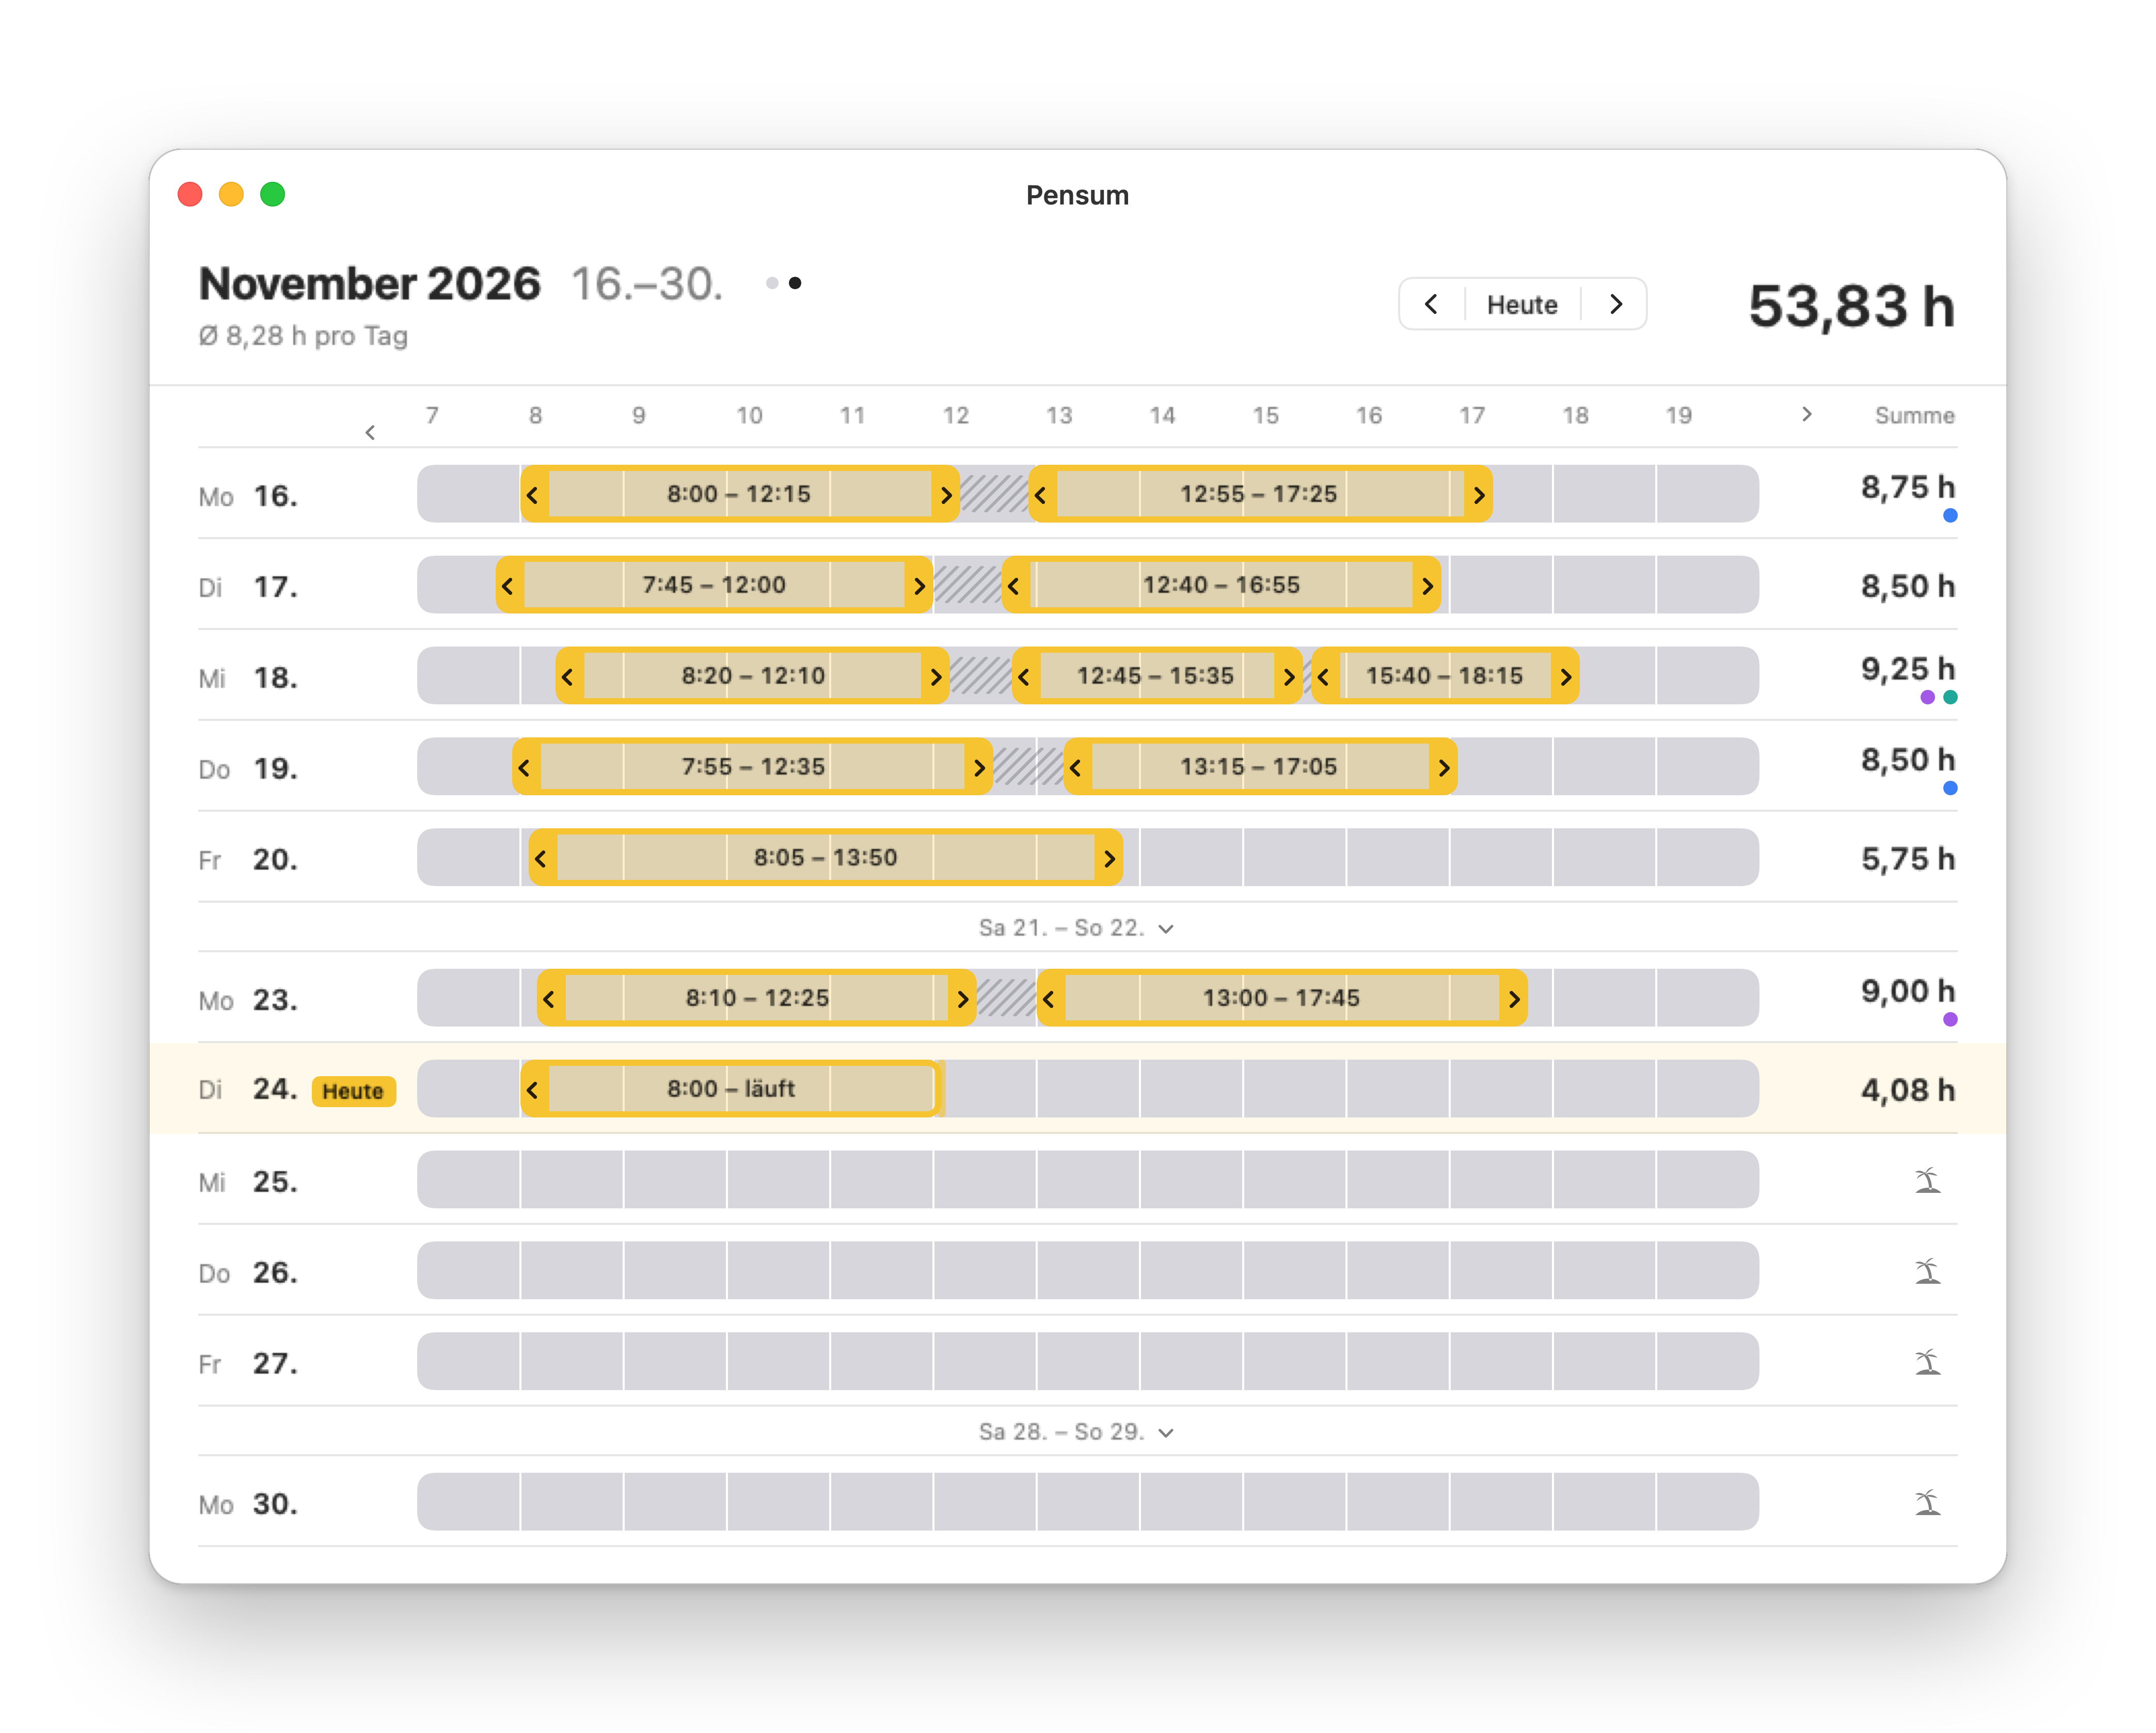 Pensum
November 2026 16.–30.
Ø 8,28 h pro Tag
Heute
53,83 h
7 8 9 10 11 12 13 14 15 16 17 18 19 Summe
Mo 16. 8:00 – 12:15 12:55 – 17:25 8,75 h
Di 17. 7:45 – 12:00 12:40 – 16:55 8,50 h
Mi 18. 8:20 – 12:10 12:45 – 15:35 15:40 – 18:15 9,25 h
Do 19. 7:55 – 12:35 13:15 – 17:05 8,50 h
Fr 20. 8:05 – 13:50 5,75 h
Sa 21. – So 22.
Mo 23. 8:10 – 12:25 13:00 – 17:45 9,00 h
Di 24. Heute 8:00 – läuft 4,08 h
Mi 25.
Do 26.
Fr 27.
Sa 28. – So 29.
Mo 30.